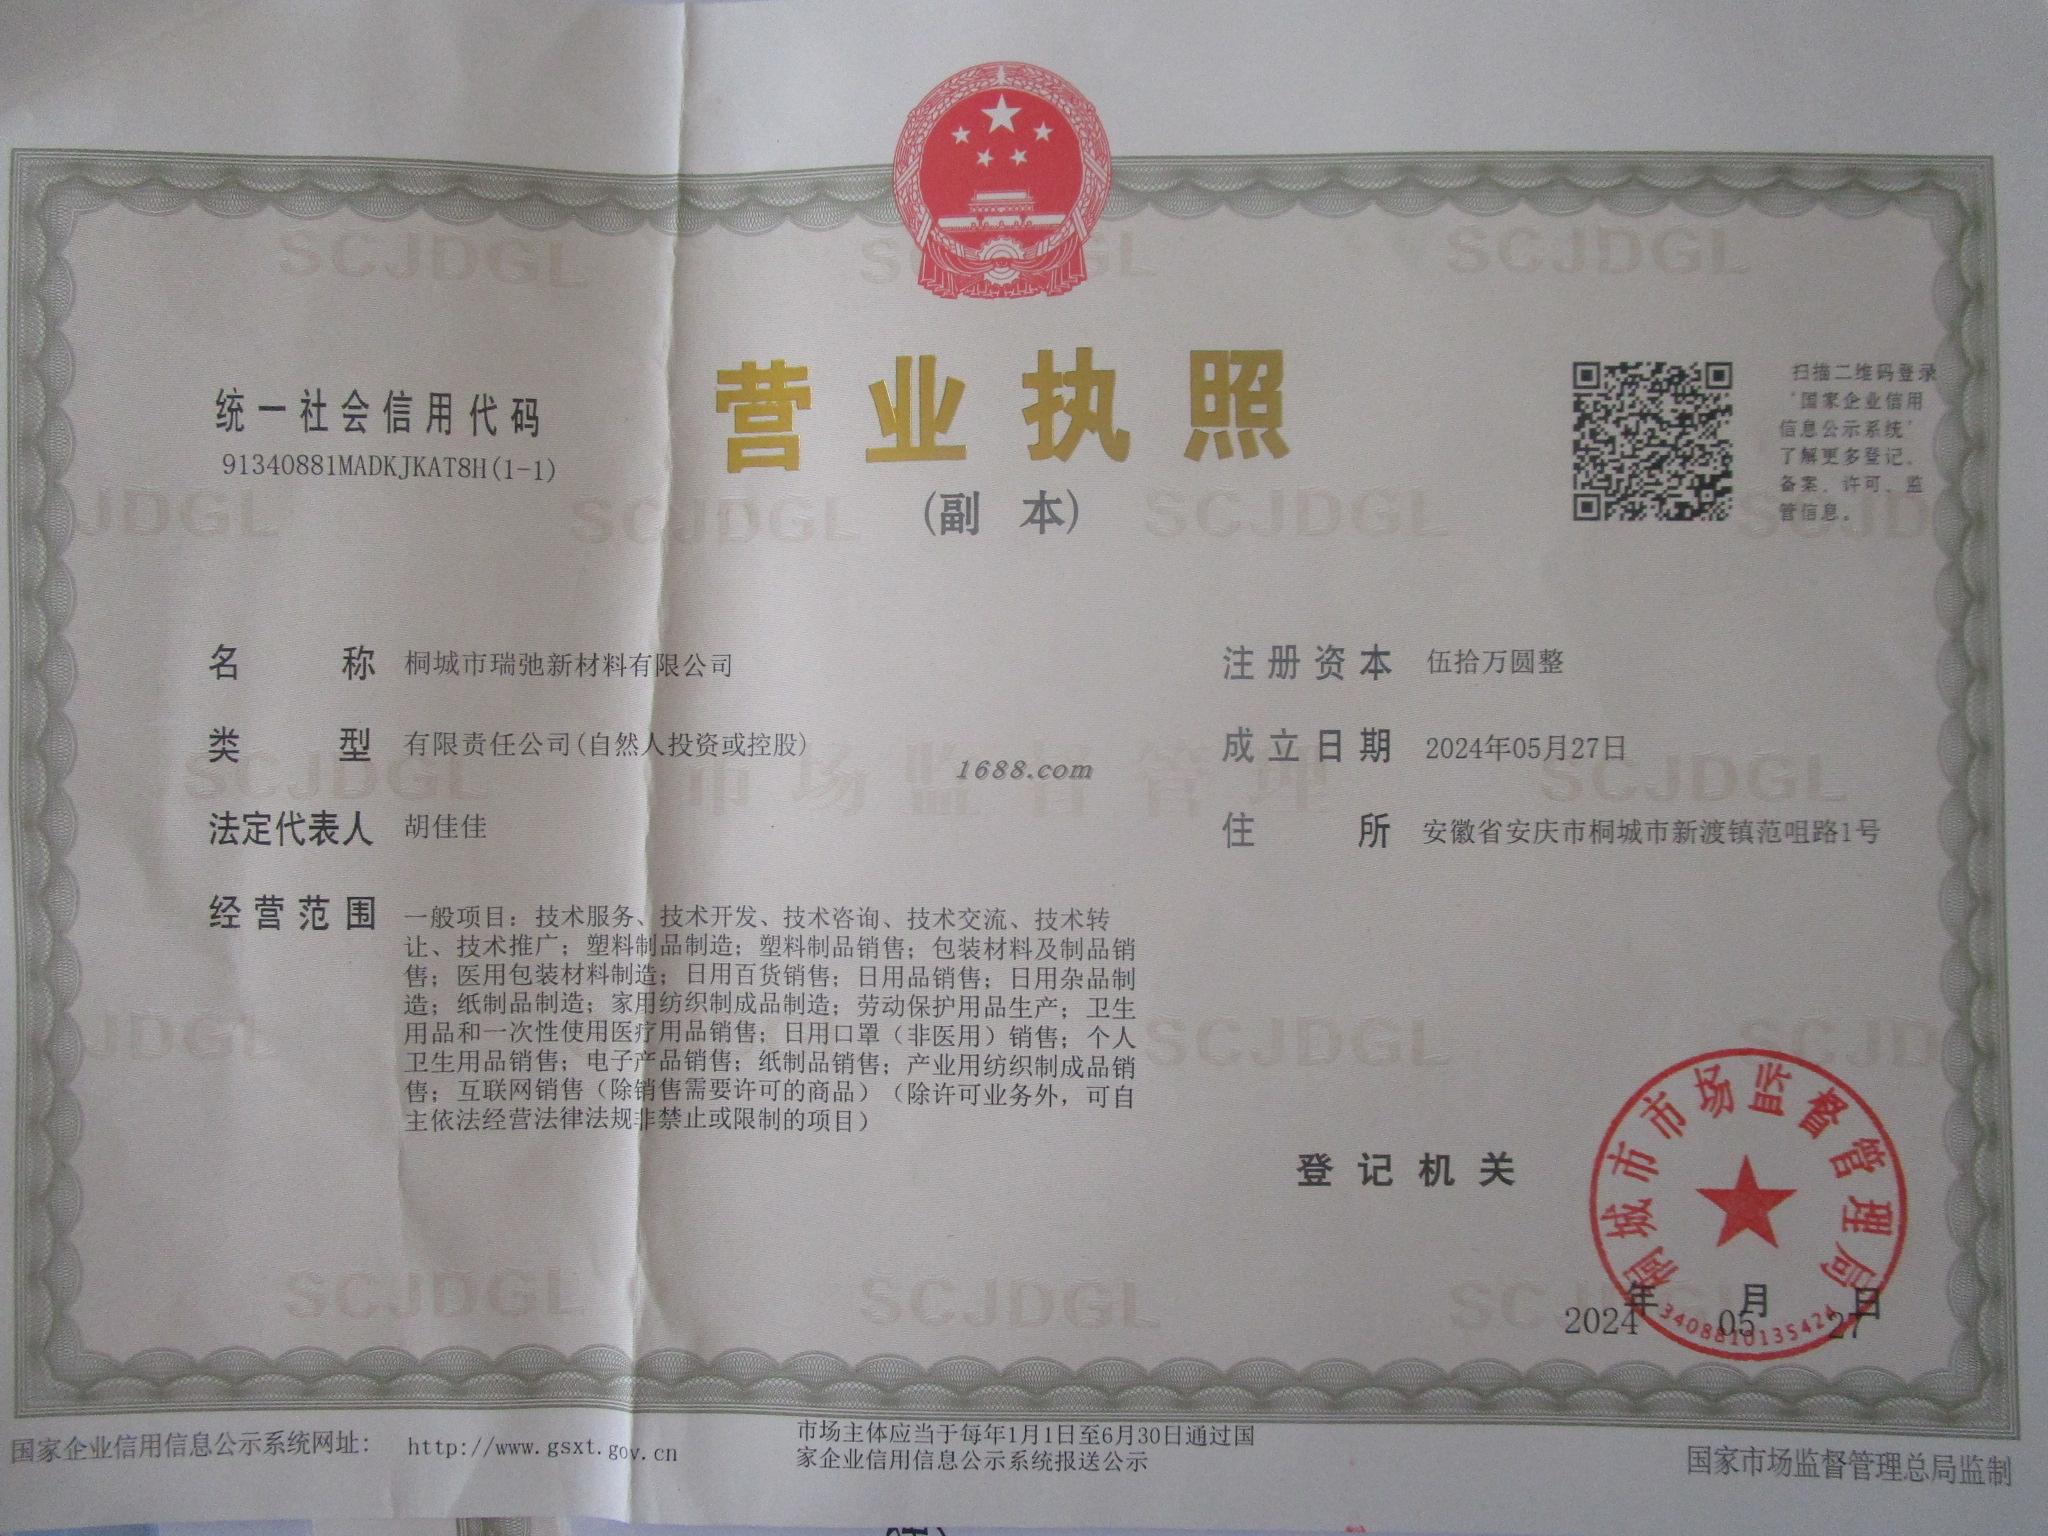 统一社会信用代码
91340881MADKJKAT8H(1-1)
营业执照
(副 本)
扫描二维码登录
‘国家企业信用
信息公示系统’
了解更多登记、
备案、许可、监
管信息。
名 称 桐城市瑞弛新材料有限公司
类 型 有限责任公司(自然人投资或控股)
法定代表人 胡佳佳
经营范围 一般项目：技术服务、技术开发、技术咨询、技术交流、技术转
让、技术推广；塑料制品制造；塑料制品销售；包装材料及制品销
售；医用包装材料制造；日用百货销售；日用品销售；日用杂品制
造；纸制品制造；家用纺织制成品制造；劳动保护用品生产；卫生
用品和一次性使用医疗用品销售；日用口罩（非医用）销售；个人
卫生用品销售；电子产品销售；纸制品销售；产业用纺织制成品销
售；互联网销售（除销售需要许可的商品）（除许可业务外，可自
主依法经营法律法规非禁止或限制的项目）
注册资本 伍拾万圆整
成立日期 2024年05月27日
住 所 安徽省安庆市桐城市新渡镇范咀路1号
1688.com
市场监督管理
SCJDGL
登记机关
桐城市市场监督管理局
3408810135424
2024年05月27日
国家企业信用信息公示系统网址： http://www.gsxt.gov.cn
市场主体应当于每年1月1日至6月30日通过国
家企业信用信息公示系统报送公示
国家市场监督管理总局监制